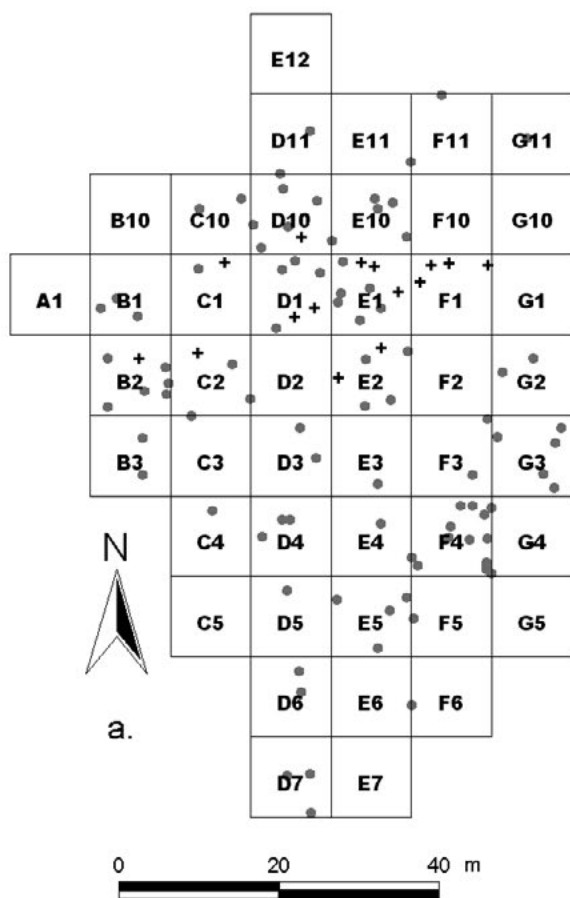 E12
D11 E11 F11 G11
B10 C10 D10 E10 F10 G10
A1 B1 C1 D1 E1 F1 G1
B2 C2 D2 E2 F2 G2
B3 C3 D3 E3 F3 G3
C4 D4 E4 F4 G4
N
C5 D5 E5 F5 G5
D6 E6 F6
a.
D7 E7
0 20 40 m